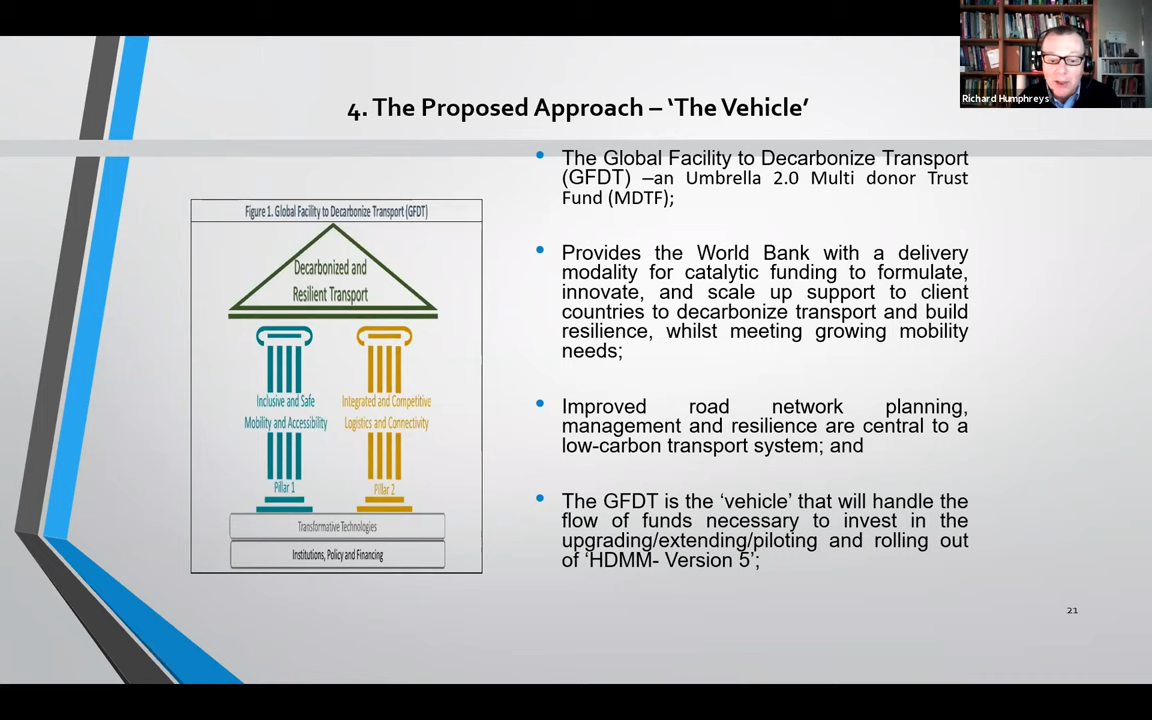 Richard Humphreys
4. The Proposed Approach – ‘The Vehicle’
Figure 1. Global Facility to Decarbonize Transport (GFDT)
Decarbonized and
Resilient Transport
Inclusive and Safe
Mobility and Accessibility
Pillar 1
Integrated and Competitive
Logistics and Connectivity
Pillar 2
Transformative Technologies
Institutions, Policy and Financing
• The Global Facility to Decarbonize Transport
(GFDT) –an Umbrella 2.0 Multi donor Trust
Fund (MDTF);
• Provides the World Bank with a delivery
modality for catalytic funding to formulate,
innovate, and scale up support to client
countries to decarbonize transport and build
resilience, whilst meeting growing mobility
needs;
• Improved road network planning,
management and resilience are central to a
low-carbon transport system; and
• The GFDT is the ‘vehicle’ that will handle the
flow of funds necessary to invest in the
upgrading/extending/piloting and rolling out
of ‘HDMM- Version 5’;
21